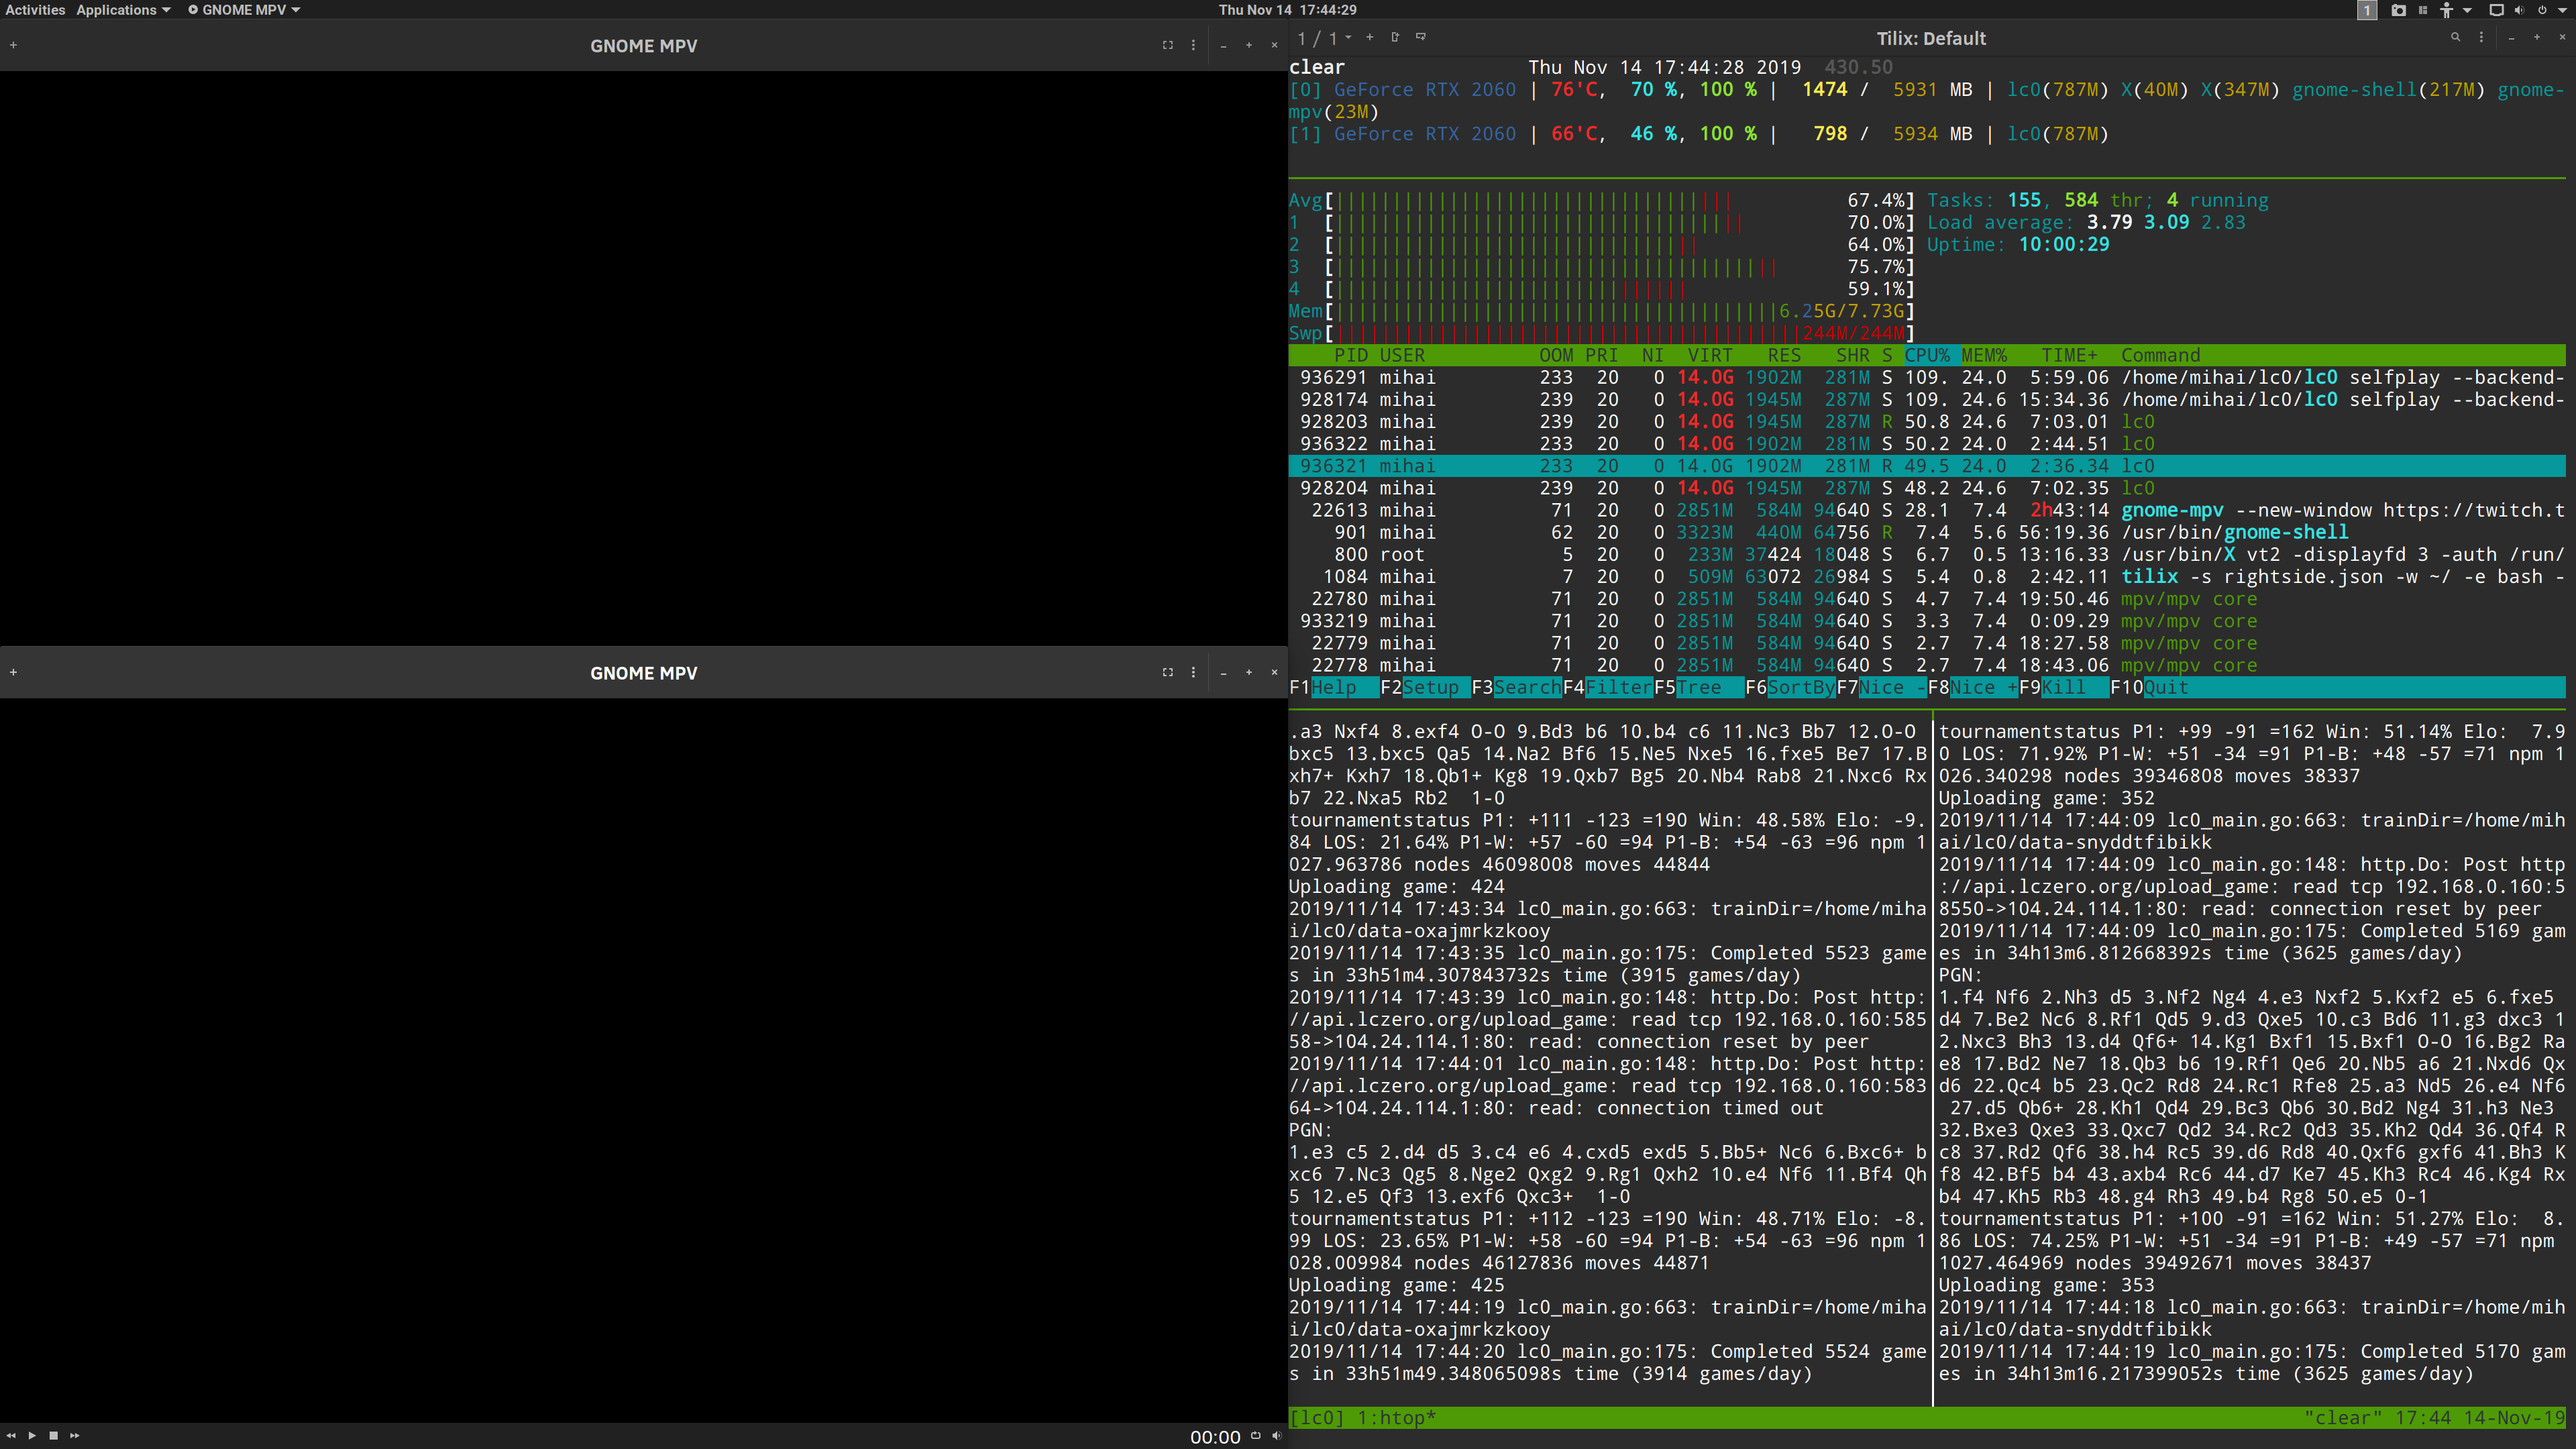 Activities Applications GNOME MPV Thu Nov 14 17:44:29 1
GNOME MPV
GNOME MPV
00:00
1 / 1 Tilix: Default
clear Thu Nov 14 17:44:28 2019 430.50
[0] GeForce RTX 2060 | 76'C, 70 %, 100 % | 1474 / 5931 MB | lc0(787M) X(40M) X(347M) gnome-shell(217M) gnome-
mpv(23M)
[1] GeForce RTX 2060 | 66'C, 46 %, 100 % | 798 / 5934 MB | lc0(787M)
Avg[ 67.4%] Tasks: 155, 584 thr; 4 running
1 [ 70.0%] Load average: 3.79 3.09 2.83
2 [ 64.0%] Uptime: 10:00:29
3 [ 75.7%]
4 [ 59.1%]
Mem[ 6.25G/7.73G]
Swp[ 244M/244M]
PID USER OOM PRI NI VIRT RES SHR S CPU% MEM% TIME+ Command
936291 mihai 233 20 0 14.0G 1902M 281M S 109. 24.0 5:59.06 /home/mihai/lc0/lc0 selfplay --backend-
928174 mihai 239 20 0 14.0G 1945M 287M S 109. 24.6 15:34.36 /home/mihai/lc0/lc0 selfplay --backend-
928203 mihai 239 20 0 14.0G 1945M 287M R 50.8 24.6 7:03.01 lc0
936322 mihai 233 20 0 14.0G 1902M 281M S 50.2 24.0 2:44.51 lc0
936321 mihai 233 20 0 14.0G 1902M 281M R 49.5 24.0 2:36.34 lc0
928204 mihai 239 20 0 14.0G 1945M 287M S 48.2 24.6 7:02.35 lc0
22613 mihai 71 20 0 2851M 584M 94640 S 28.1 7.4 2h43:14 gnome-mpv --new-window https://twitch.t
901 mihai 62 20 0 3323M 440M 64756 R 7.4 5.6 56:19.36 /usr/bin/gnome-shell
800 root 5 20 0 233M 37424 18048 S 6.7 0.5 13:16.33 /usr/bin/X vt2 -displayfd 3 -auth /run/
1084 mihai 7 20 0 509M 63072 26984 S 5.4 0.8 2:42.11 tilix -s rightside.json -w ~/ -e bash -
22780 mihai 71 20 0 2851M 584M 94640 S 4.7 7.4 19:50.46 mpv/mpv core
933219 mihai 71 20 0 2851M 584M 94640 S 3.3 7.4 0:09.29 mpv/mpv core
22779 mihai 71 20 0 2851M 584M 94640 S 2.7 7.4 18:27.58 mpv/mpv core
22778 mihai 71 20 0 2851M 584M 94640 S 2.7 7.4 18:43.06 mpv/mpv core
F1Help F2Setup F3SearchF4FilterF5Tree F6SortByF7Nice -F8Nice +F9Kill F10Quit
.a3 Nxf4 8.exf4 O-O 9.Bd3 b6 10.b4 c6 11.Nc3 Bb7 12.O-O
bxc5 13.bxc5 Qa5 14.Na2 Bf6 15.Ne5 Nxe5 16.fxe5 Be7 17.B
xh7+ Kxh7 18.Qb1+ Kg8 19.Qxb7 Bg5 20.Nb4 Rab8 21.Nxc6 Rx
b7 22.Nxa5 Rb2 1-0
tournamentstatus P1: +111 -123 =190 Win: 48.58% Elo: -9.
84 LOS: 21.64% P1-W: +57 -60 =94 P1-B: +54 -63 =96 npm 1
027.963786 nodes 46098008 moves 44844
Uploading game: 424
2019/11/14 17:43:34 lc0_main.go:663: trainDir=/home/miha
i/lc0/data-oxajmrkzkooy
2019/11/14 17:43:35 lc0_main.go:175: Completed 5523 game
s in 33h51m4.307843732s time (3915 games/day)
2019/11/14 17:43:39 lc0_main.go:148: http.Do: Post http:
//api.lczero.org/upload_game: read tcp 192.168.0.160:585
58->104.24.114.1:80: read: connection reset by peer
2019/11/14 17:44:01 lc0_main.go:148: http.Do: Post http:
//api.lczero.org/upload_game: read tcp 192.168.0.160:583
64->104.24.114.1:80: read: connection timed out
PGN:
1.e3 c5 2.d4 d5 3.c4 e6 4.cxd5 exd5 5.Bb5+ Nc6 6.Bxc6+ b
xc6 7.Nc3 Qg5 8.Nge2 Qxg2 9.Rg1 Qxh2 10.e4 Nf6 11.Bf4 Qh
5 12.e5 Qf3 13.exf6 Qxc3+ 1-0
tournamentstatus P1: +112 -123 =190 Win: 48.71% Elo: -8.
99 LOS: 23.65% P1-W: +58 -60 =94 P1-B: +54 -63 =96 npm 1
028.009984 nodes 46127836 moves 44871
Uploading game: 425
2019/11/14 17:44:19 lc0_main.go:663: trainDir=/home/miha
i/lc0/data-oxajmrkzkooy
2019/11/14 17:44:20 lc0_main.go:175: Completed 5524 game
s in 33h51m49.348065098s time (3914 games/day)
tournamentstatus P1: +99 -91 =162 Win: 51.14% Elo: 7.9
0 LOS: 71.92% P1-W: +51 -34 =91 P1-B: +48 -57 =71 npm 1
026.340298 nodes 39346808 moves 38337
Uploading game: 352
2019/11/14 17:44:09 lc0_main.go:663: trainDir=/home/mih
ai/lc0/data-snyddtfibikk
2019/11/14 17:44:09 lc0_main.go:148: http.Do: Post http
://api.lczero.org/upload_game: read tcp 192.168.0.160:5
8550->104.24.114.1:80: read: connection reset by peer
2019/11/14 17:44:09 lc0_main.go:175: Completed 5169 gam
es in 34h13m6.812668392s time (3625 games/day)
PGN:
1.f4 Nf6 2.Nh3 d5 3.Nf2 Ng4 4.e3 Nxf2 5.Kxf2 e5 6.fxe5
d4 7.Be2 Nc6 8.Rf1 Qd5 9.d3 Qxe5 10.c3 Bd6 11.g3 dxc3 1
2.Nxc3 Bh3 13.d4 Qf6+ 14.Kg1 Bxf1 15.Bxf1 O-O 16.Bg2 Ra
e8 17.Bd2 Ne7 18.Qb3 b6 19.Rf1 Qe6 20.Nb5 a6 21.Nxd6 Qx
d6 22.Qc4 b5 23.Qc2 Rd8 24.Rc1 Rfe8 25.a3 Nd5 26.e4 Nf6
27.d5 Qb6+ 28.Kh1 Qd4 29.Bc3 Qb6 30.Bd2 Ng4 31.h3 Ne3
32.Bxe3 Qxe3 33.Qxc7 Qd2 34.Rc2 Qd3 35.Kh2 Qd4 36.Qf4 R
c8 37.Rd2 Qf6 38.h4 Rc5 39.d6 Rd8 40.Qxf6 gxf6 41.Bh3 K
f8 42.Bf5 b4 43.axb4 Rc6 44.d7 Ke7 45.Kh3 Rc4 46.Kg4 Rx
b4 47.Kh5 Rb3 48.g4 Rh3 49.b4 Rg8 50.e5 0-1
tournamentstatus P1: +100 -91 =162 Win: 51.27% Elo: 8.
86 LOS: 74.25% P1-W: +51 -34 =91 P1-B: +49 -57 =71 npm
1027.464969 nodes 39492671 moves 38437
Uploading game: 353
2019/11/14 17:44:18 lc0_main.go:663: trainDir=/home/mih
ai/lc0/data-snyddtfibikk
2019/11/14 17:44:19 lc0_main.go:175: Completed 5170 gam
es in 34h13m16.217399052s time (3625 games/day)
[lc0] 1:htop* "clear" 17:44 14-Nov-19